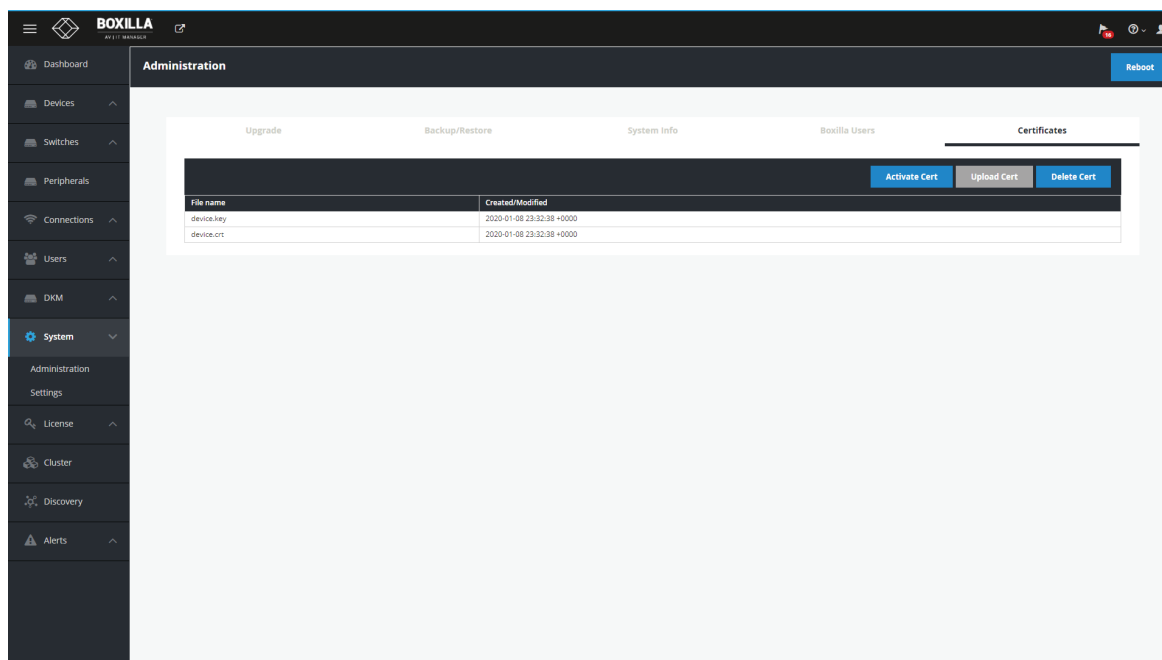 BOXILLA
AV | IT MANAGER
16
Dashboard
Devices
Switches
Peripherals
Connections
Users
DKM
System
Administration
Settings
License
Cluster
Discovery
Alerts
Administration
Reboot
Upgrade
Backup/Restore
System Info
Boxilla Users
Certificates
Activate Cert
Upload Cert
Delete Cert
File name
Created/Modified
device.key
2020-01-08 23:32:38 +0000
device.crt
2020-01-08 23:32:38 +0000